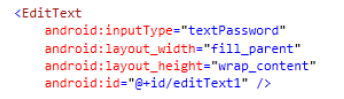 <EditText
android:inputType="textPassword"
android:layout_width="fill_parent"
android:layout_height="wrap_content"
android:id="@+id/editText1" />